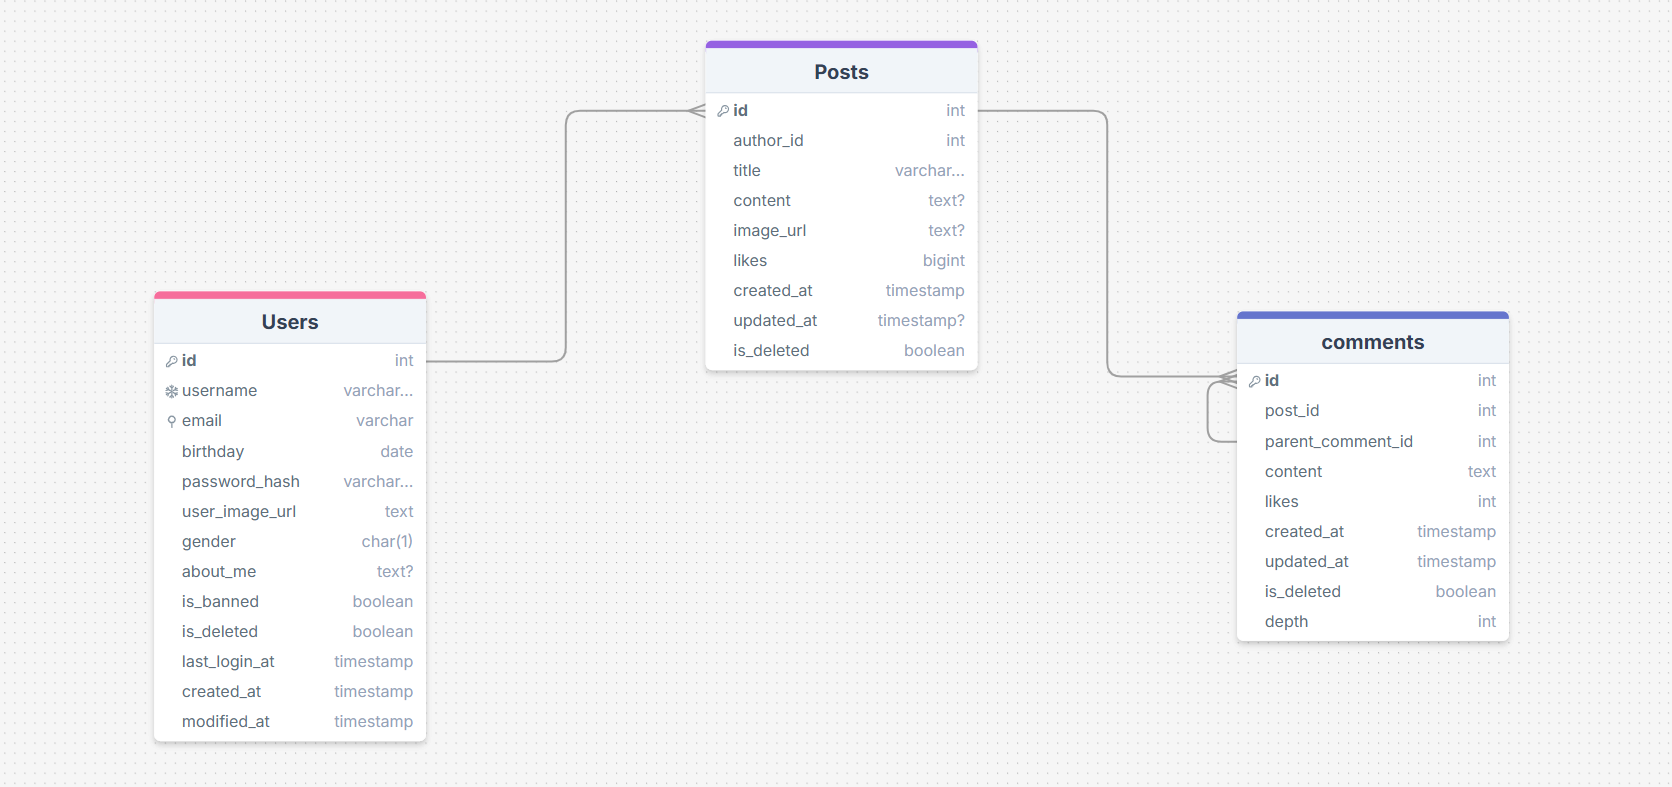 Posts
id int
author_id int
title varchar...
content text?
image_url text?
likes bigint
created_at timestamp
updated_at timestamp?
is_deleted boolean
Users
id int
username varchar...
email varchar
birthday date
password_hash varchar...
user_image_url text
gender char(1)
about_me text?
is_banned boolean
is_deleted boolean
last_login_at timestamp
created_at timestamp
modified_at timestamp
comments
id int
post_id int
parent_comment_id int
content text
likes int
created_at timestamp
updated_at timestamp
is_deleted boolean
depth int